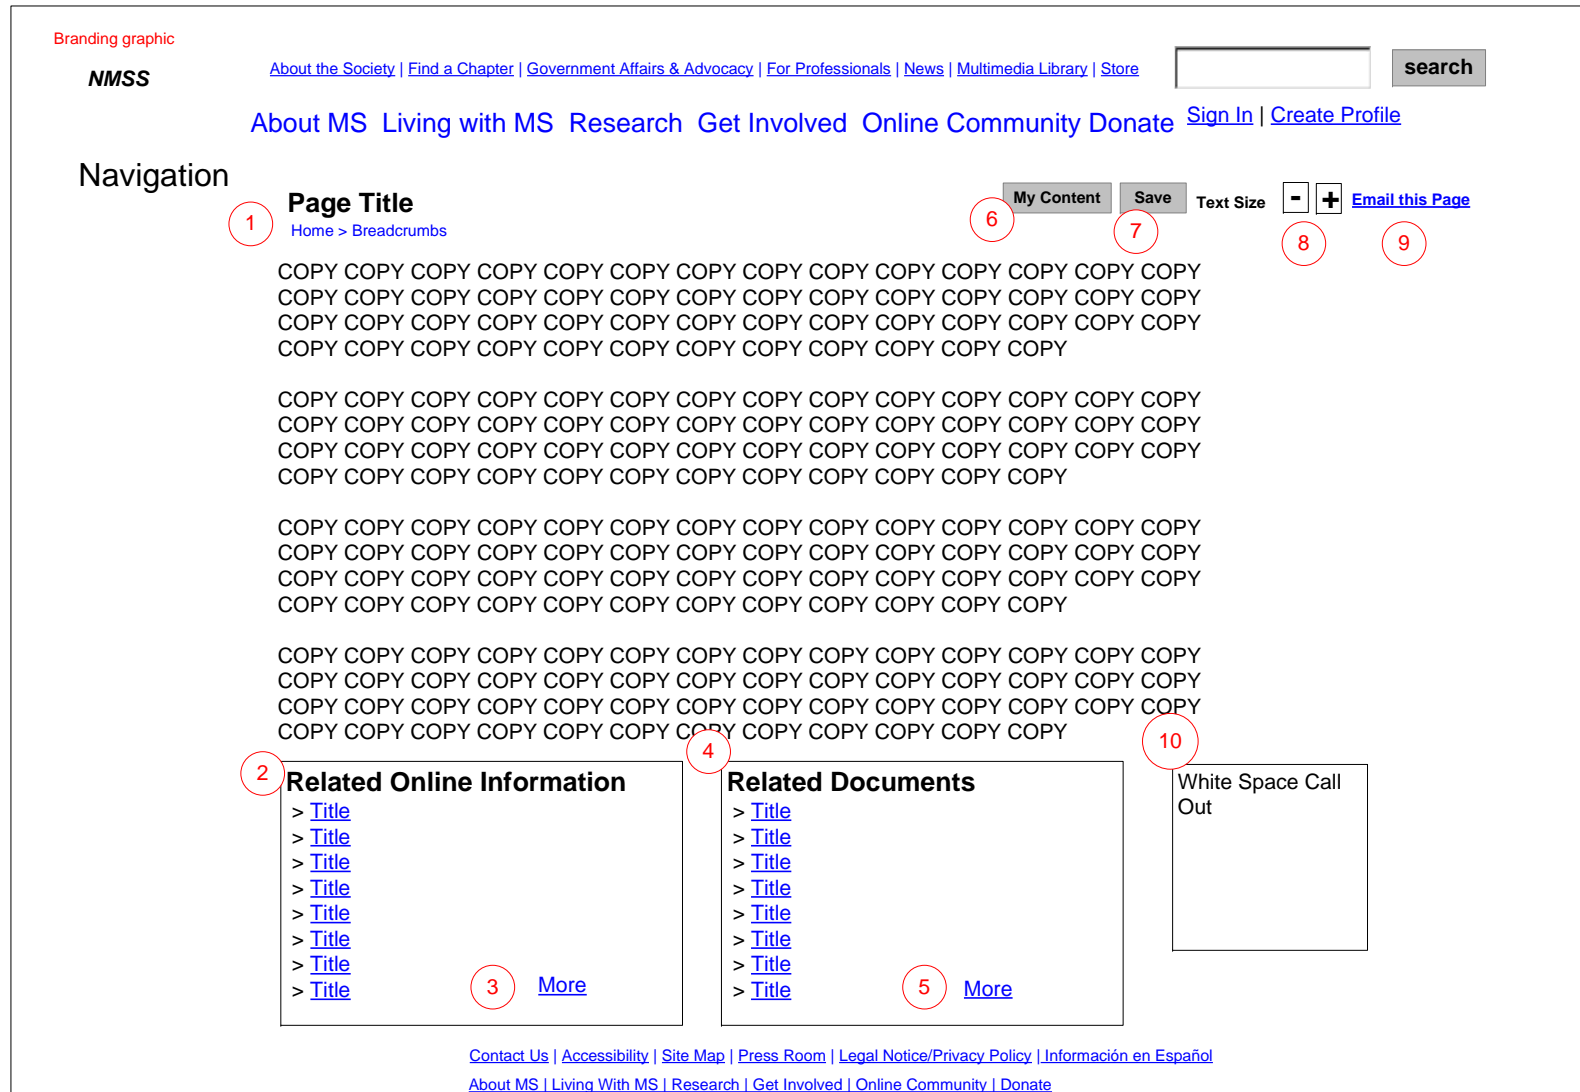 Branding graphic
NMSS
About the Society | Find a Chapter | Government Affairs & Advocacy | For Professionals | News | Multimedia Library | Store
search
About MS Living with MS Research Get Involved Online Community Donate
Sign In | Create Profile
Navigation
1
Page Title
Home > Breadcrumbs
6
My Content
7
Save
Text Size
- +
8
Email this Page
9
COPY COPY COPY COPY COPY COPY COPY COPY COPY COPY COPY COPY COPY COPY
COPY COPY COPY COPY COPY COPY COPY COPY COPY COPY COPY COPY COPY COPY
COPY COPY COPY COPY COPY COPY COPY COPY COPY COPY COPY COPY COPY COPY
COPY COPY COPY COPY COPY COPY COPY COPY COPY COPY COPY COPY
COPY COPY COPY COPY COPY COPY COPY COPY COPY COPY COPY COPY COPY COPY
COPY COPY COPY COPY COPY COPY COPY COPY COPY COPY COPY COPY COPY COPY
COPY COPY COPY COPY COPY COPY COPY COPY COPY COPY COPY COPY COPY COPY
COPY COPY COPY COPY COPY COPY COPY COPY COPY COPY COPY COPY
COPY COPY COPY COPY COPY COPY COPY COPY COPY COPY COPY COPY COPY COPY
COPY COPY COPY COPY COPY COPY COPY COPY COPY COPY COPY COPY COPY COPY
COPY COPY COPY COPY COPY COPY COPY COPY COPY COPY COPY COPY COPY COPY
COPY COPY COPY COPY COPY COPY COPY COPY COPY COPY COPY COPY
COPY COPY COPY COPY COPY COPY COPY COPY COPY COPY COPY COPY COPY COPY
COPY COPY COPY COPY COPY COPY COPY COPY COPY COPY COPY COPY COPY COPY
COPY COPY COPY COPY COPY COPY COPY COPY COPY COPY COPY COPY COPY COPY
COPY COPY COPY COPY COPY COPY COPY COPY COPY COPY COPY COPY
2
Related Online Information
> Title
> Title
> Title
> Title
> Title
> Title
> Title
> Title
3
More
4
Related Documents
> Title
> Title
> Title
> Title
> Title
> Title
> Title
> Title
5
More
10
White Space Call
Out
Contact Us | Accessibility | Site Map | Press Room | Legal Notice/Privacy Policy | Información en Español
About MS | Living With MS | Research | Get Involved | Online Community | Donate